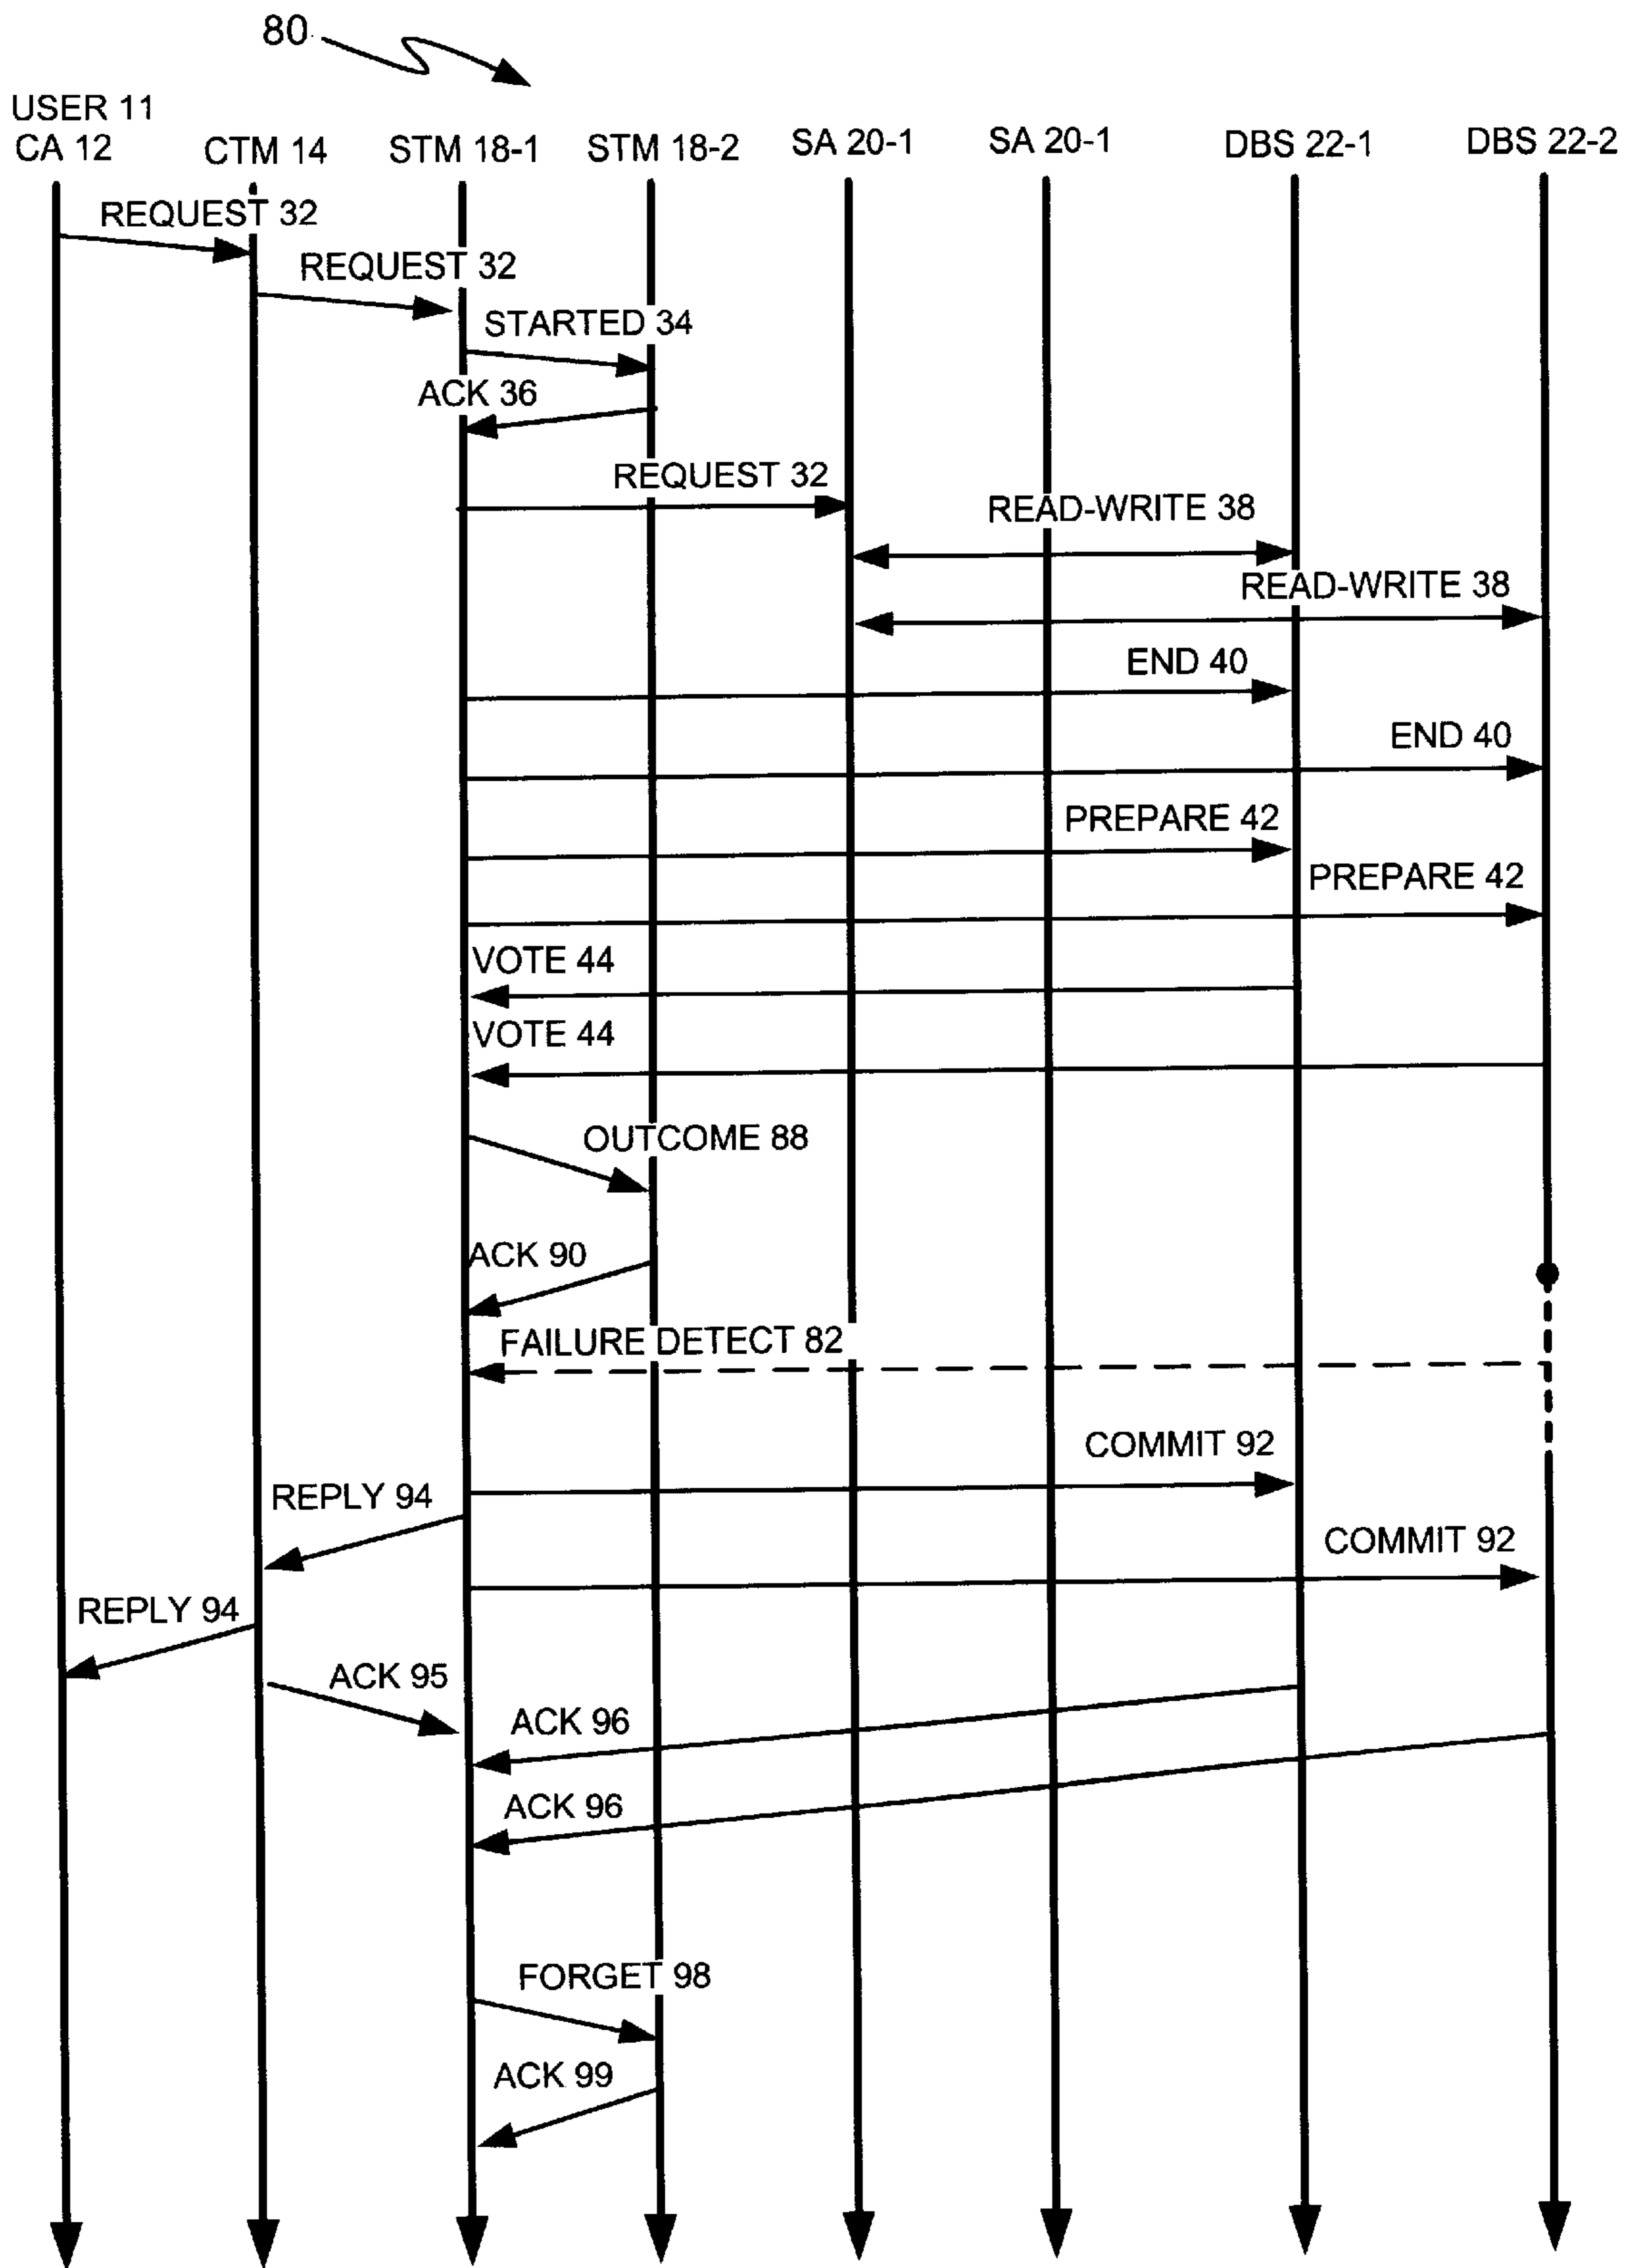 80
USER 11
CA 12
CTM 14
STM 18-1
STM 18-2
SA 20-1
SA 20-1
DBS 22-1
DBS 22-2
REQUEST 32
REQUEST 32
STARTED 34
ACK 36
REQUEST 32
READ-WRITE 38
READ-WRITE 38
END 40
END 40
PREPARE 42
PREPARE 42
VOTE 44
VOTE 44
OUTCOME 88
ACK 90
FAILURE DETECT 82
COMMIT 92
REPLY 94
COMMIT 92
REPLY 94
ACK 95
ACK 96
ACK 96
FORGET 98
ACK 99